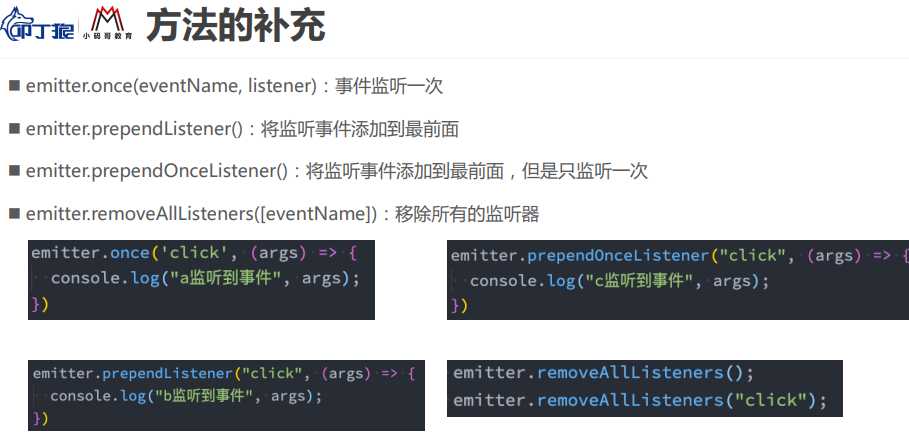 叩丁狼 小码哥教育 方法的补充
■ emitter.once(eventName, listener)：事件监听一次
■ emitter.prependListener()：将监听事件添加到最前面
■ emitter.prependOnceListener()：将监听事件添加到最前面，但是只监听一次
■ emitter.removeAllListeners([eventName])：移除所有的监听器
emitter.once('click', (args) => {
console.log("a监听到事件", args);
})
emitter.prependOnceListener("click", (args) => {
console.log("c监听到事件", args);
})
emitter.prependListener("click", (args) => {
console.log("b监听到事件", args);
})
emitter.removeAllListeners();
emitter.removeAllListeners("click");